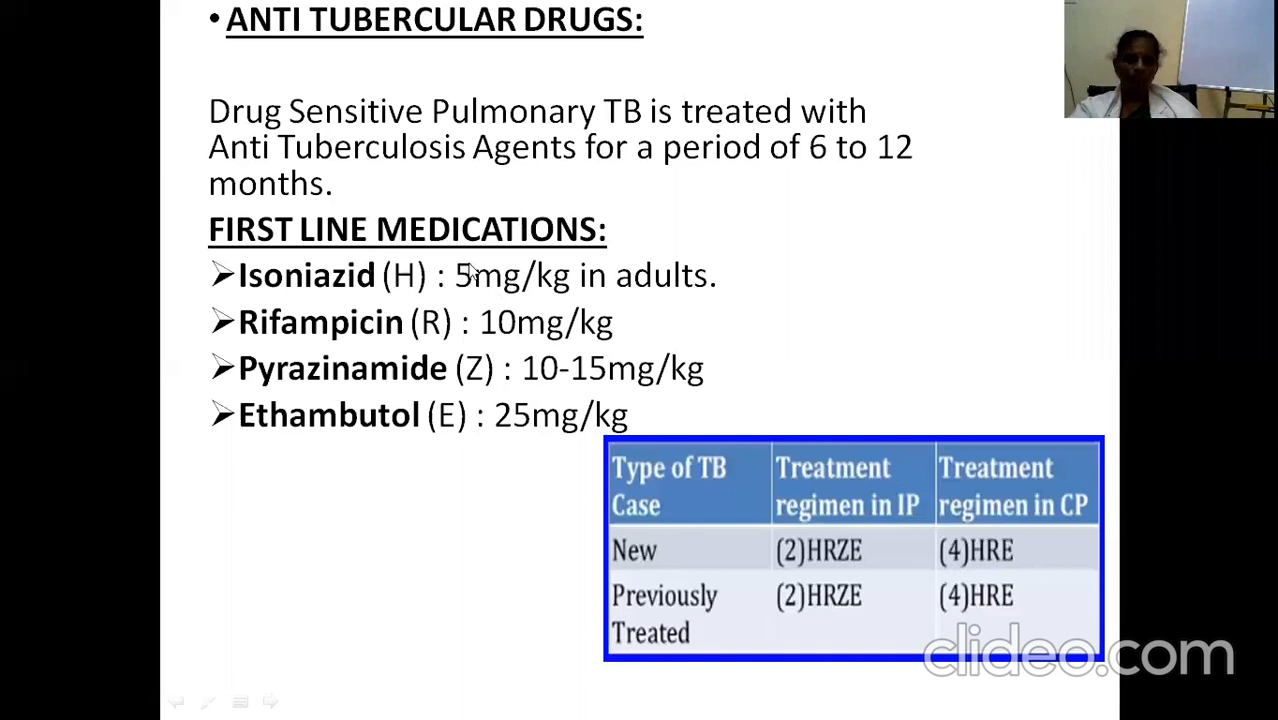 • ANTI TUBERCULAR DRUGS:
Drug Sensitive Pulmonary TB is treated with
Anti Tuberculosis Agents for a period of 6 to 12
months.
FIRST LINE MEDICATIONS:
➢Isoniazid (H) : 5mg/kg in adults.
➢Rifampicin (R) : 10mg/kg
➢Pyrazinamide (Z) : 10-15mg/kg
➢Ethambutol (E) : 25mg/kg
Type of TB Case | Treatment regimen in IP | Treatment regimen in CP
New | (2)HRZE | (4)HRE
Previously Treated | (2)HRZE | (4)HRE
clideo.com